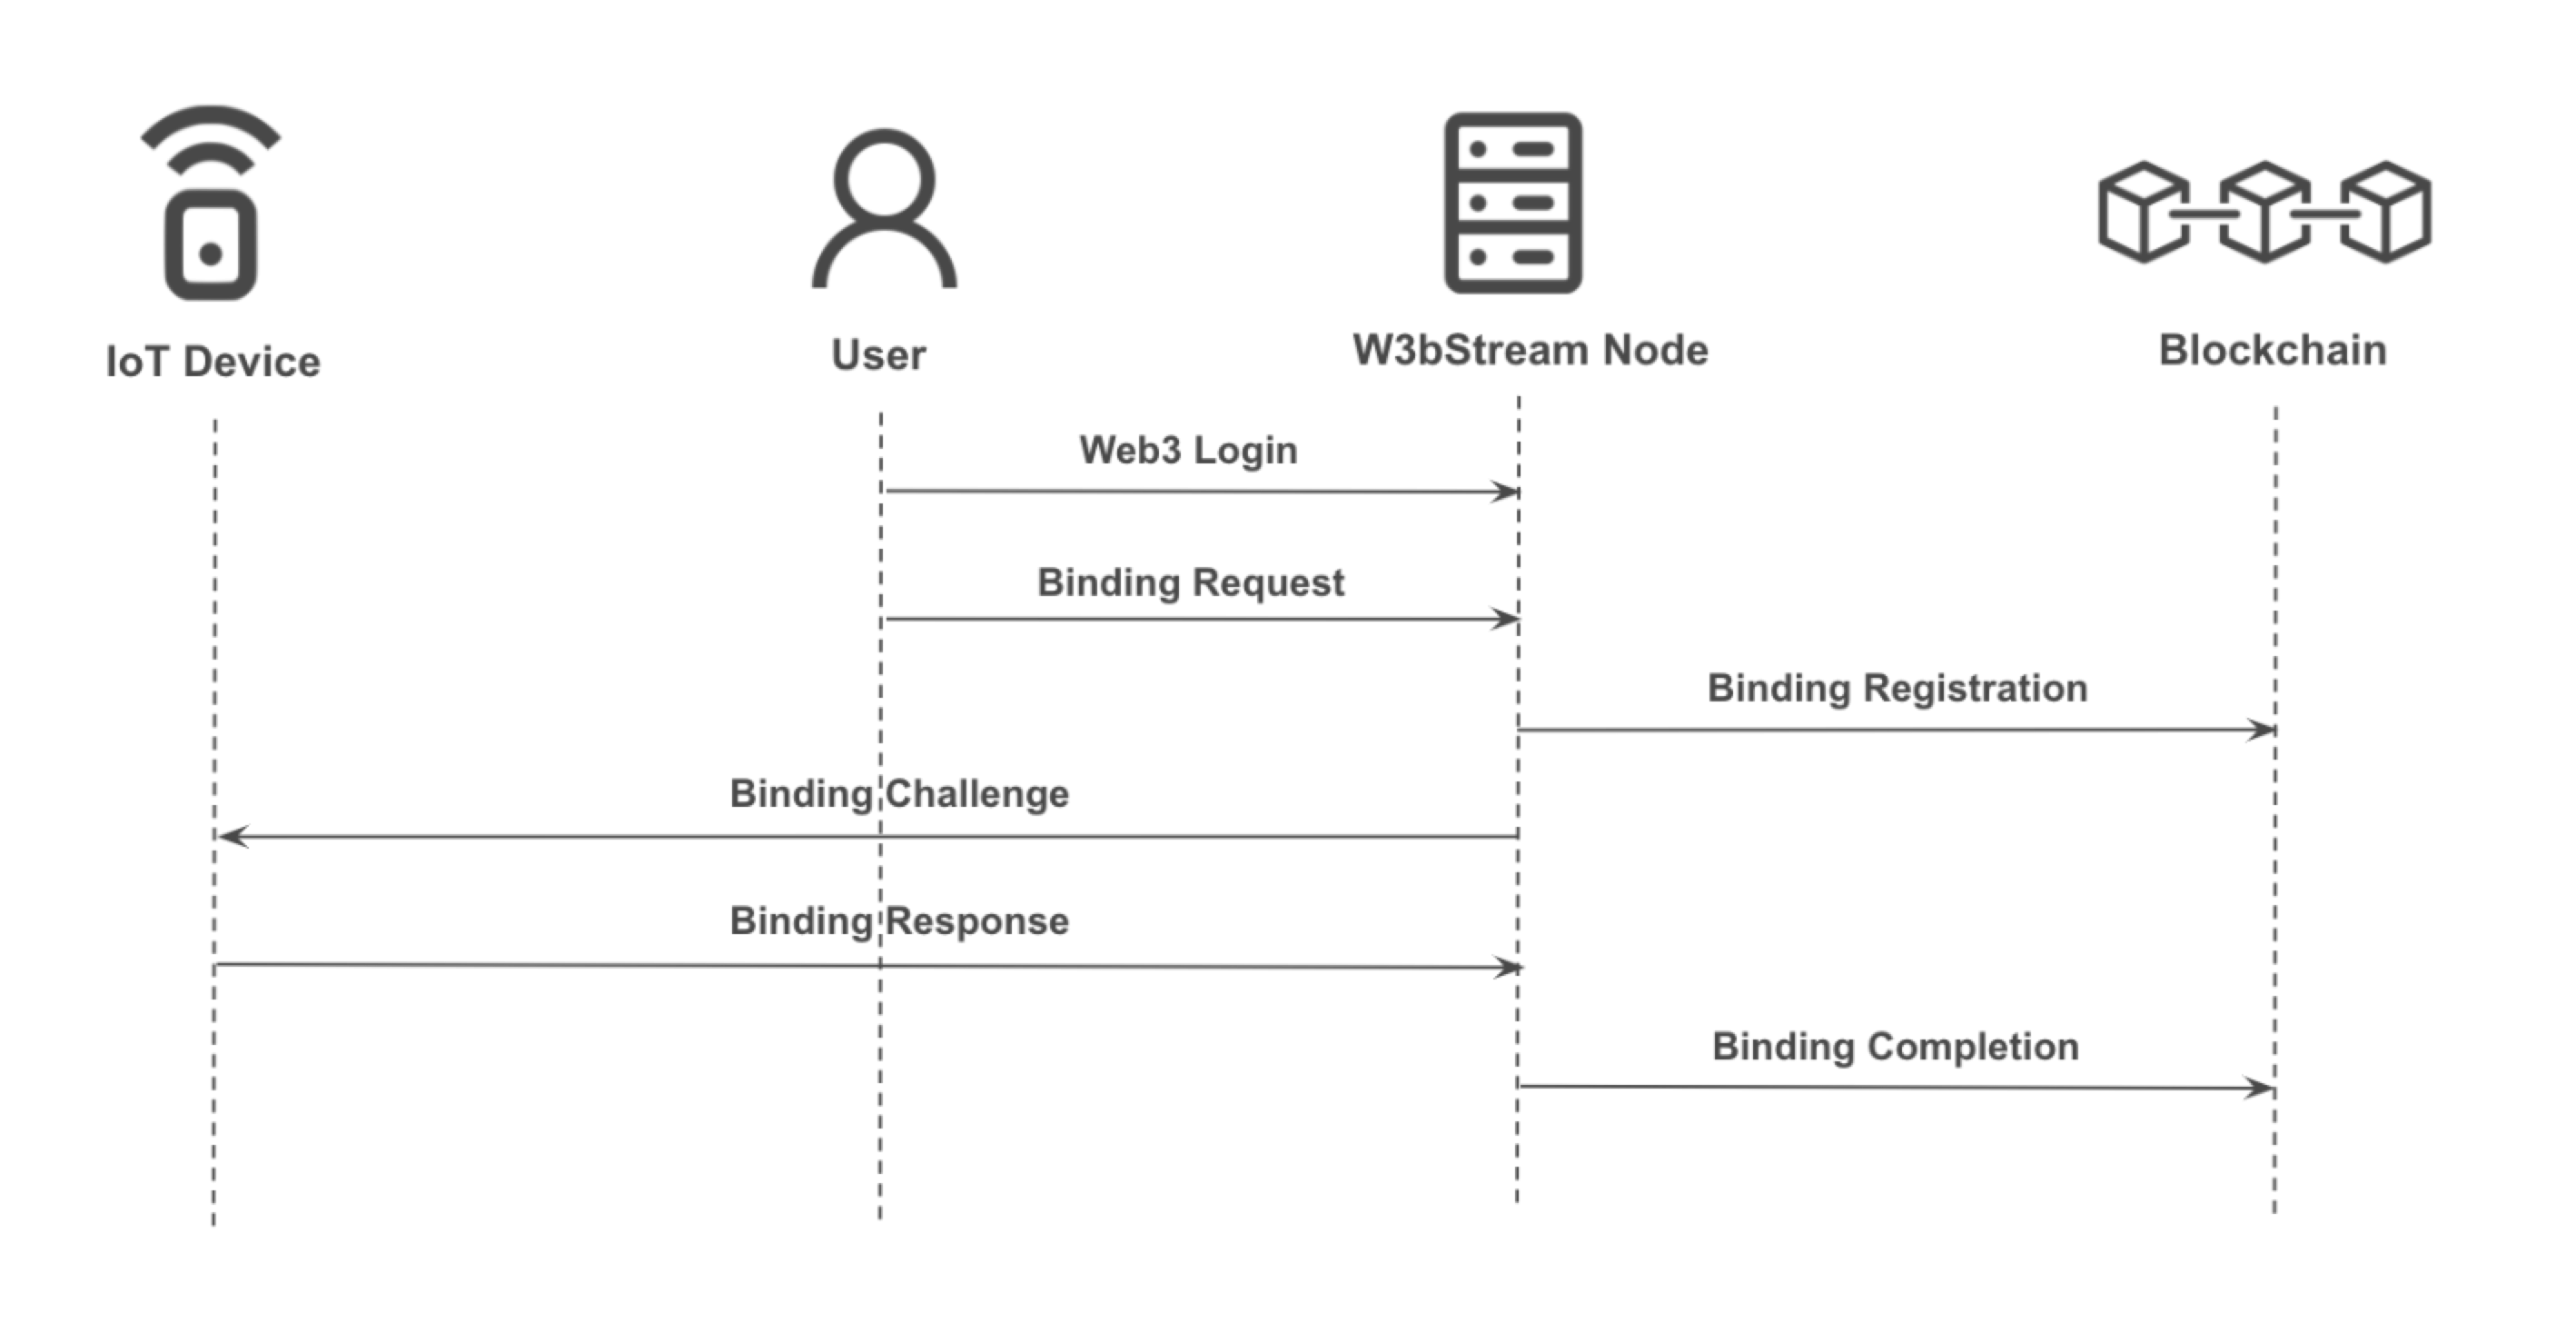 IoT Device
User
W3bStream Node
Blockchain
Web3 Login
Binding Request
Binding Registration
Binding Challenge
Binding Response
Binding Completion